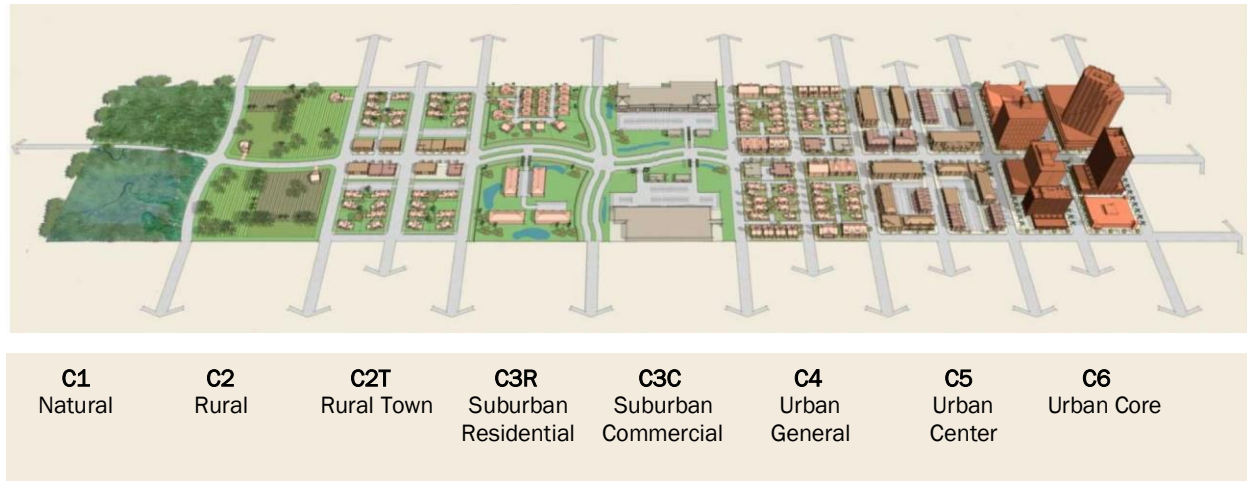 C1 C2 C2T C3R C3C C4 C5 C6
Natural Rural Rural Town Suburban Suburban Urban Urban Urban Core
Residential Commercial General Center